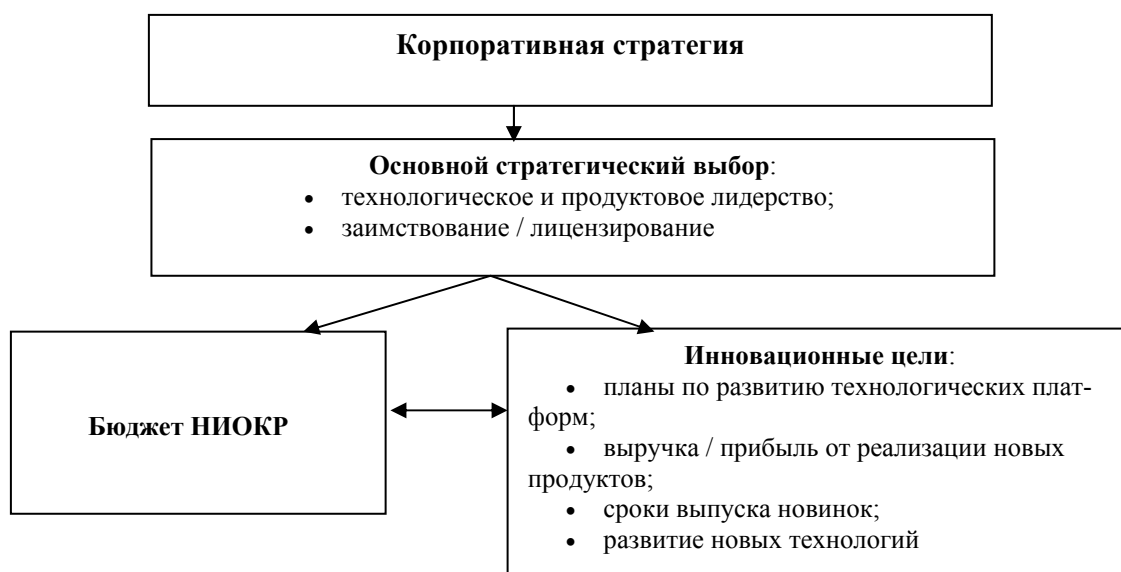 Корпоративная стратегия
Основной стратегический выбор:
• технологическое и продуктовое лидерство;
• заимствование / лицензирование
Бюджет НИОКР
Инновационные цели:
• планы по развитию технологических плат-
форм;
• выручка / прибыль от реализации новых
продуктов;
• сроки выпуска новинок;
• развитие новых технологий